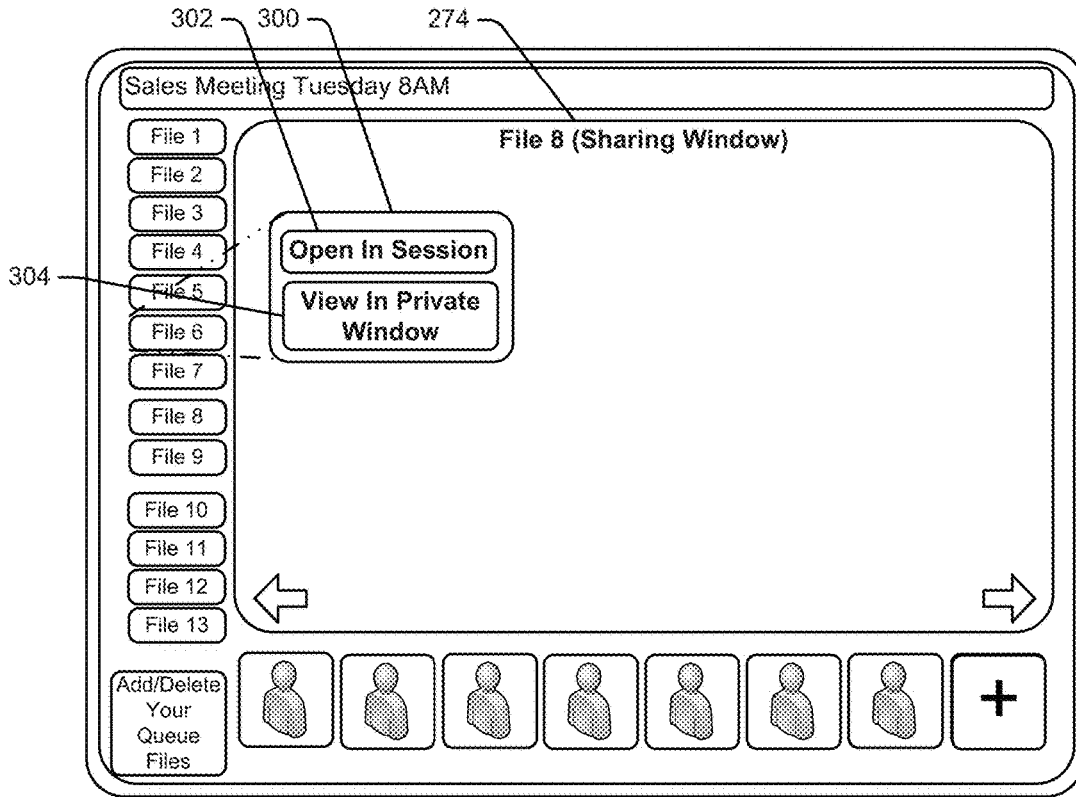 302
300
274
Sales Meeting Tuesday 8AM
File 1
File 2
File 3
File 4
File 5
File 6
File 7
File 8
File 9
File 10
File 11
File 12
File 13
Add/Delete
Your
Queue
Files
304
File 8 (Sharing Window)
Open In Session
View In Private
Window
+